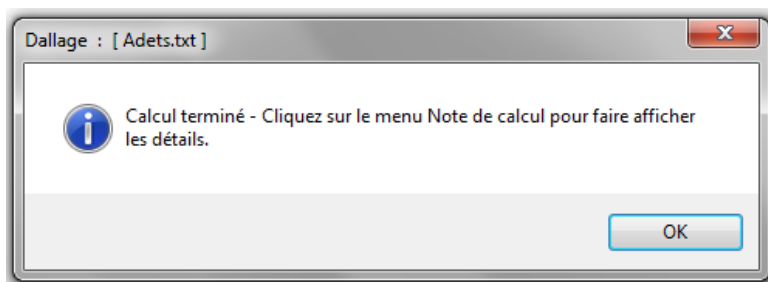 Dallage : [ Adets.txt ]
Calcul terminé - Cliquez sur le menu Note de calcul pour faire afficher
les détails.
OK